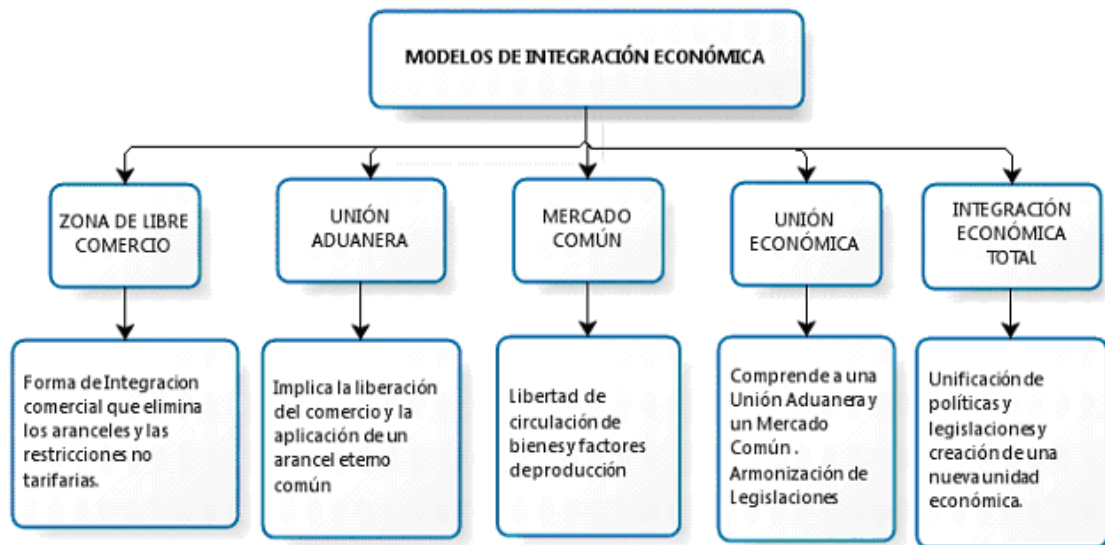 MODELOS DE INTEGRACIÓN ECONÓMICA
ZONA DE LIBRE
COMERCIO
UNIÓN
ADUANERA
MERCADO
COMÚN
UNIÓN
ECONÓMICA
INTEGRACIÓN
ECONÓMICA
TOTAL
Forma de Integracion
comercial que elimina
los aranceles y las
restricciones no
tarifarias.
Implica la liberación
del comercio y la
aplicación de un
arancel eterno
común
Libertad de
circulación de
bienes y factores
de producción
Comprende a una
Unión Aduanera y
un Mercado
Común .
Armonización de
Legislaciones
Unificación de
políticas y
legislaciones y
creación de una
nueva unidad
económica.